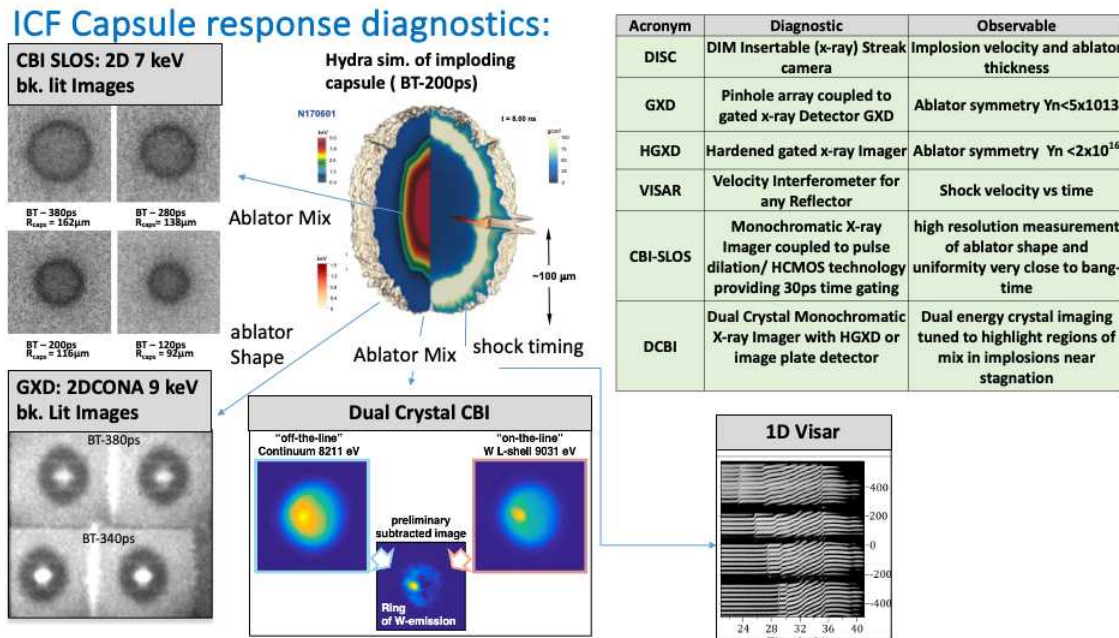 ICF Capsule response diagnostics:
CBI SLOS: 2D 7 keV
bk. lit Images
BT – 380ps
R_caps= 162µm
BT – 280ps
R_caps= 138µm
BT – 200ps
R_caps= 116µm
BT – 120ps
R_caps= 92µm
GXD: 2DCONA 9 keV
bk. Lit Images
BT-380ps
BT-340ps
Hydra sim. of imploding
capsule ( BT-200ps)
N170601
t = 8.00 ns
keV
g/cm³
keV
~100 µm
Ablator Mix
ablator
Shape
Ablator Mix
shock timing
Dual Crystal CBI
"off-the-line"
Continuum 8211 eV
"on-the-line"
W L-shell 9031 eV
preliminary
subtracted image
Ring
of W-emission
Acronym Diagnostic Observable
DISC DIM Insertable (x-ray) Streak camera Implosion velocity and ablator thickness
GXD Pinhole array coupled to gated x-ray Detector GXD Ablator symmetry Yn<5x1013
HGXD Hardened gated x-ray Imager Ablator symmetry Yn <2x10¹⁶
VISAR Velocity Interferometer for any Reflector Shock velocity vs time
CBI-SLOS Monochromatic X-ray Imager coupled to pulse dilation/ HCMOS technology providing 30ps time gating high resolution measurement of ablator shape and uniformity very close to bang-time
DCBI Dual Crystal Monochromatic X-ray Imager with HGXD or image plate detector Dual energy crystal imaging tuned to highlight regions of mix in implosions near stagnation
1D Visar
400
200
0
-200
-400
24 28 32 36 40